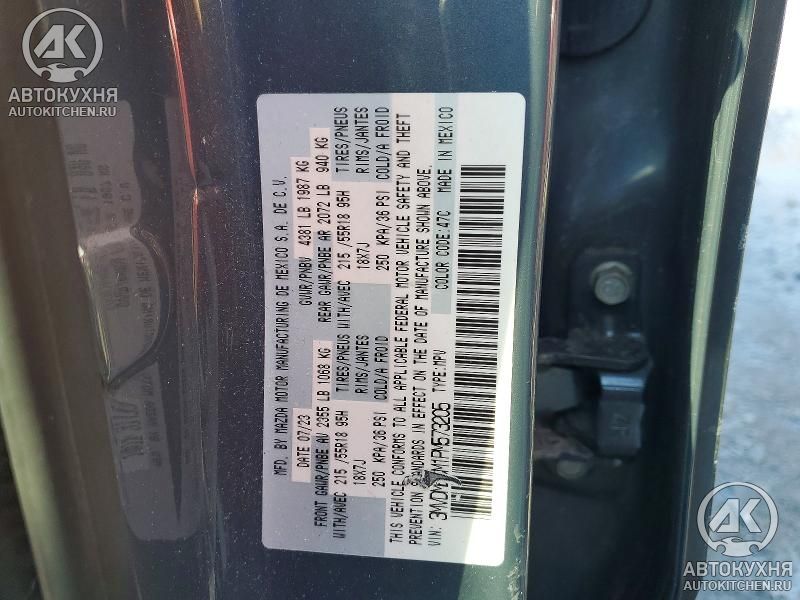 AK
АВТОКУХНЯ
AUTOKITCHEN.RU
MFD. BY MAZDA MOTOR MANUFACTURING DE MEXICO S.A. DE C.V.
DATE 07/23 GVWR/PNBV 4381 LB 1987 KG
FRONT GAWR/PNBE AV 2355 LB 1068 KG REAR GAWR/PNBE AR 2072 LB 940 KG
WITH/AVEC 215 /55R18 95H TIRES/PNEUS WITH/AVEC 215 /55R18 95H TIRES/PNEUS
18X7J RIMS/JANTES 18X7J RIMS/JANTES
250 KPA/36 PSI COLD/A FROID 250 KPA/36 PSI COLD/A FROID
THIS VEHICLE CONFORMS TO ALL APPLICABLE FEDERAL MOTOR VEHICLE SAFETY AND THEFT
PREVENTION STANDARDS IN EFFECT ON THE DATE OF MANUFACTURE SHOWN ABOVE.
VIN: TYPE:MPV COLOR CODE:47C MADE IN MEXICO
AK
АВТОКУХНЯ
AUTOKITCHEN.RU